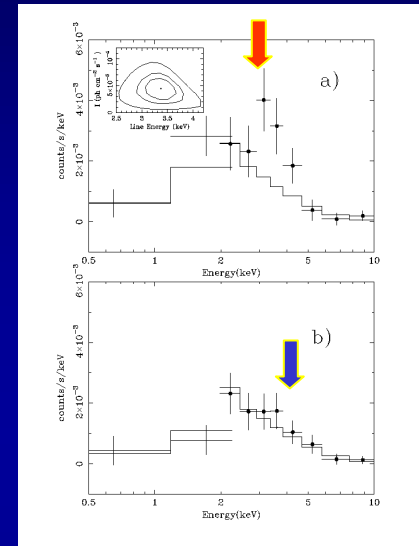 a)
I (ph cm⁻² s⁻¹)
10⁻⁴
5×10⁻⁵
0
2.5 3 3.5 4
Line Energy (keV)
counts/s/keV
6×10⁻³
4×10⁻³
2×10⁻³
0
0.5 1 2 5 10
Energy(keV)
b)
counts/s/keV
6×10⁻³
4×10⁻³
2×10⁻³
0
0.5 1 2 5 10
Energy(keV)